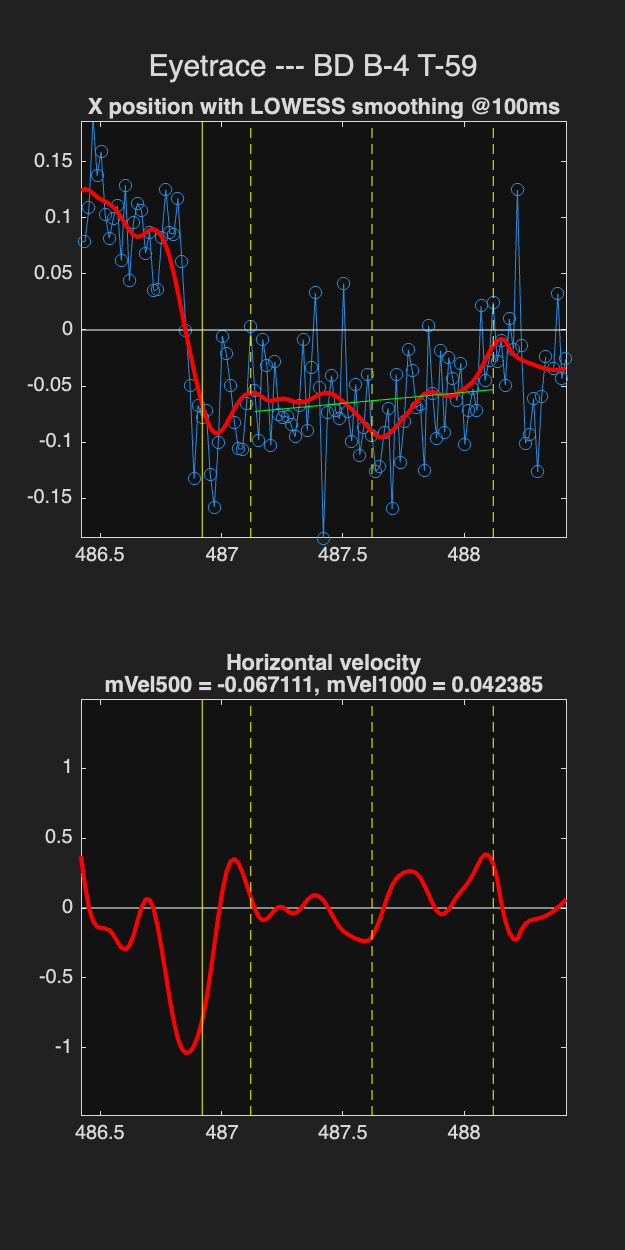 Eyetrace --- BD B-4 T-59
X position with LOWESS smoothing @100ms
0.15
0.1
0.05
0
-0.05
-0.1
-0.15
486.5 487 487.5 488
Horizontal velocity
mVel500 = -0.067111, mVel1000 = 0.042385
1
0.5
0
-0.5
-1
486.5 487 487.5 488